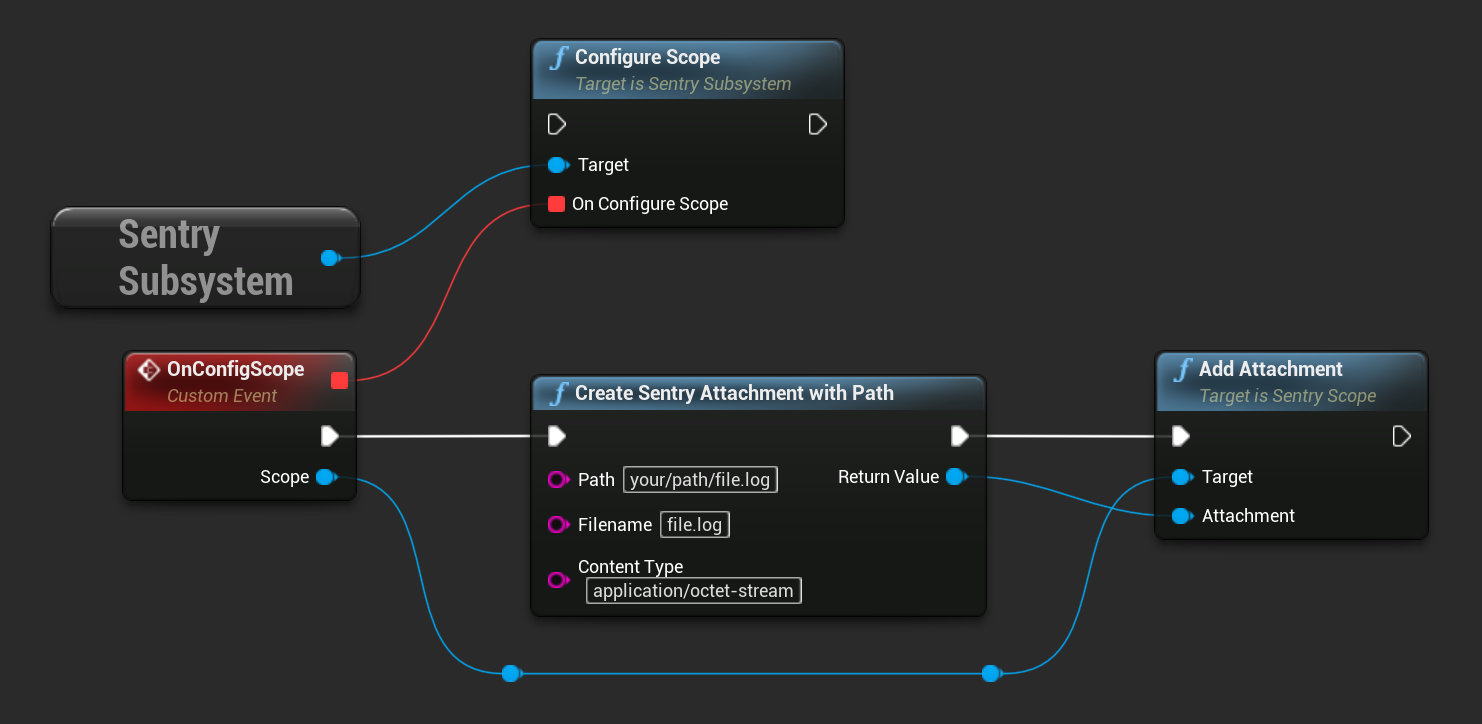 Configure Scope
Target is Sentry Subsystem
Target
On Configure Scope
Sentry
Subsystem
OnConfigScope
Custom Event
Scope
Create Sentry Attachment with Path
Path your/path/file.log
Return Value
Filename file.log
Content Type
application/octet-stream
Add Attachment
Target is Sentry Scope
Target
Attachment